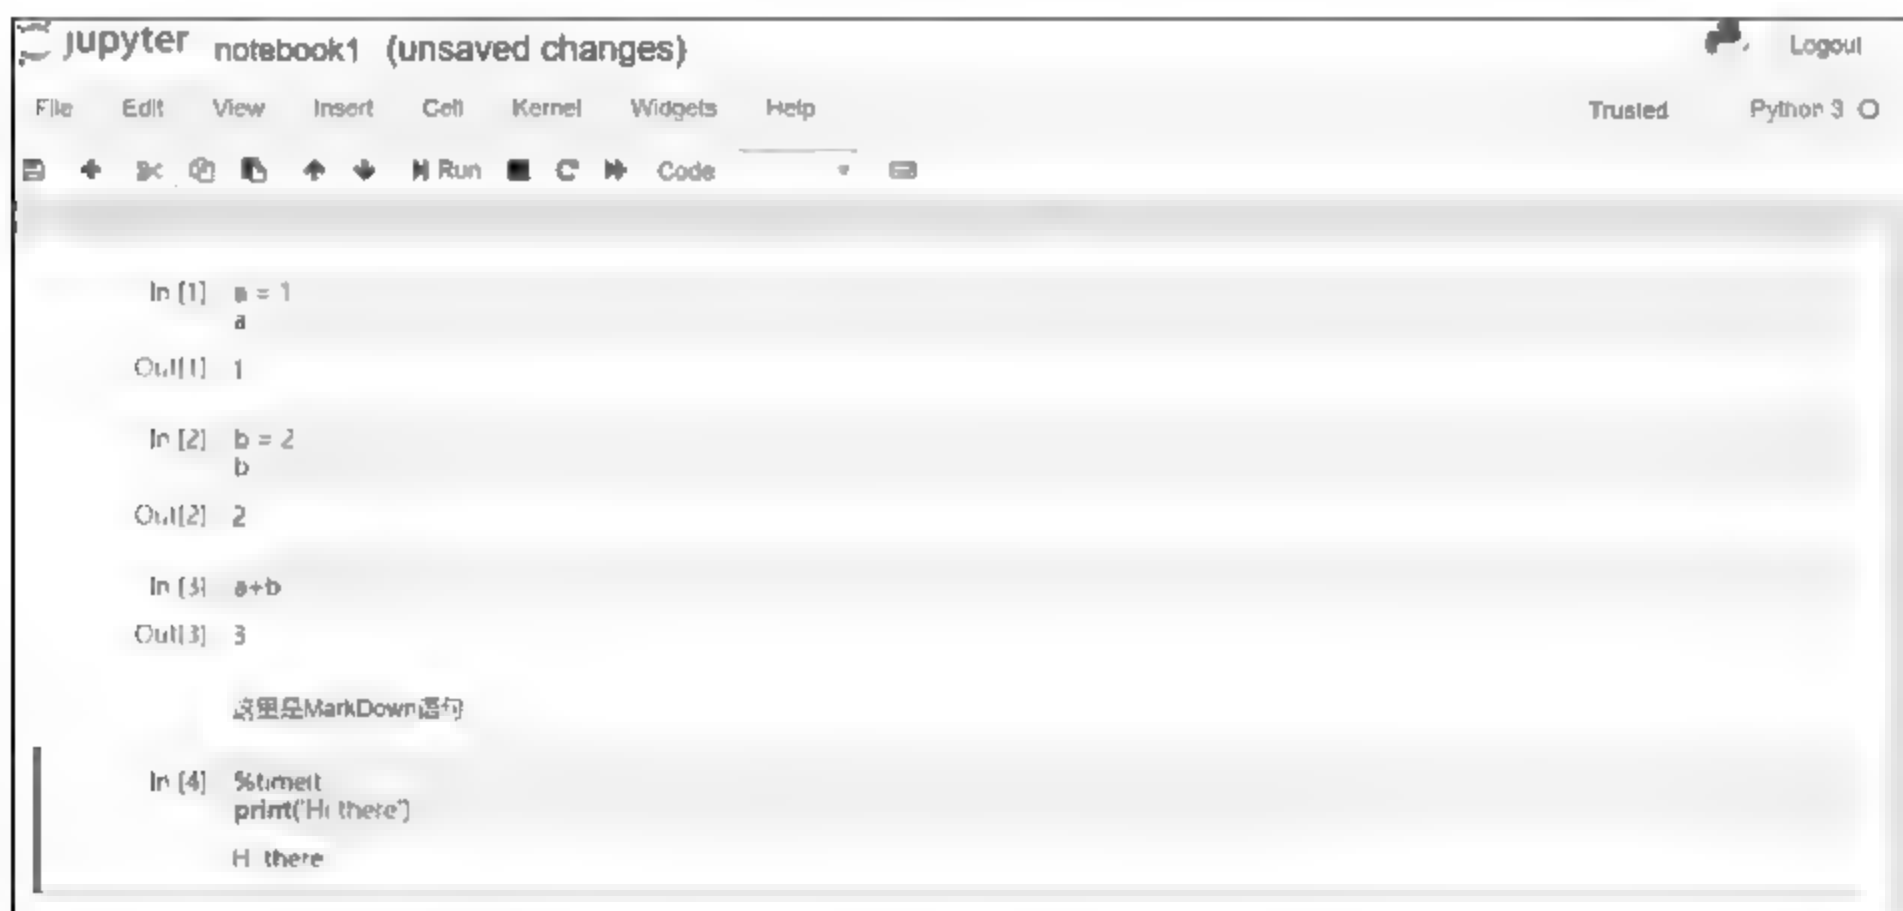 jupyter notebook1 (unsaved changes) Logout
File Edit View Insert Cell Kernel Widgets Help Trusted Python 3
Run Code
In [1] a = 1
a
Out[1] 1
In [2] b = 2
b
Out[2] 2
In [3] a+b
Out[3] 3
这里是MarkDown语句
In [4] %timeit
print('Hi there')
Hi there